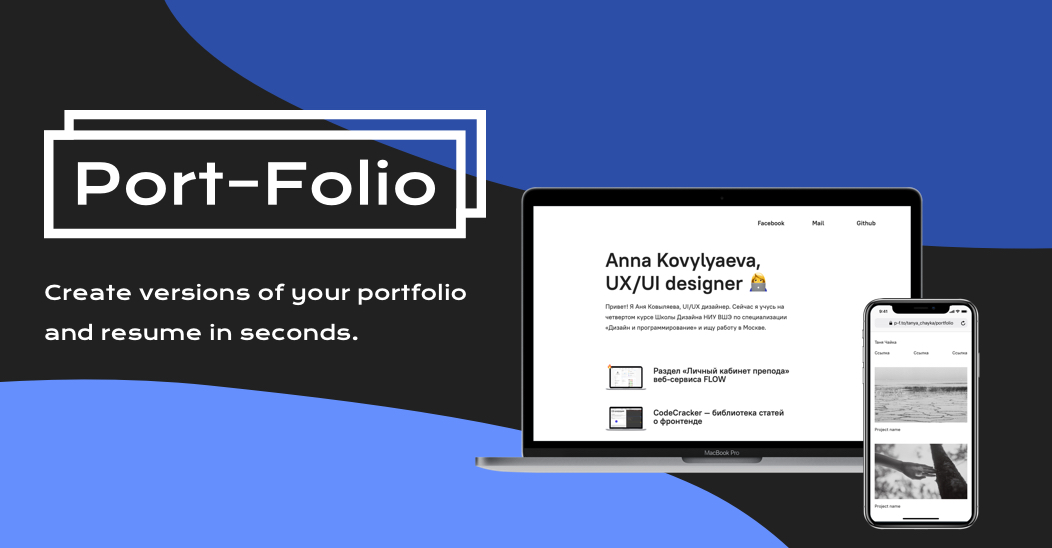 Port-Folio
Create versions of your portfolio
and resume in seconds.
Facebook
Mail
Github
Anna Kovylyaeva,
UX/UI designer
Привет! Я Аня Ковыляева, UI/UX дизайнер. Сейчас я учусь на
четвертом курсе Школы Дизайна НИУ ВШЭ по специализации
«Дизайн и программирование» и ищу работу в Москве.
Раздел «Личный кабинет препода»
веб-сервиса FLOW
CodeCracker — библиотека статей
о фронтенде
MacBook Pro
9:41
p-f.to/tanya_chayka/portfolio
Таня Чайка
Ссылка
Ссылка
Ссылка
Project name
Project name